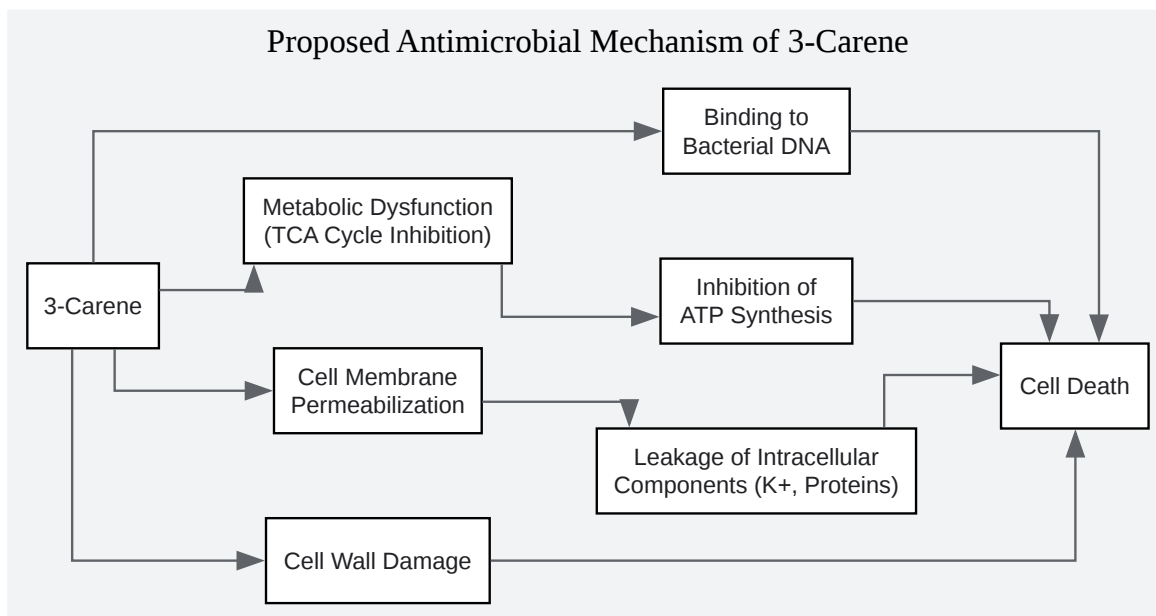 Proposed Antimicrobial Mechanism of 3-Carene
Binding to
Bacterial DNA
Metabolic Dysfunction
(TCA Cycle Inhibition)
3-Carene
Inhibition of
ATP Synthesis
Cell Membrane
Permeabilization
Cell Death
Leakage of Intracellular
Components (K+, Proteins)
Cell Wall Damage